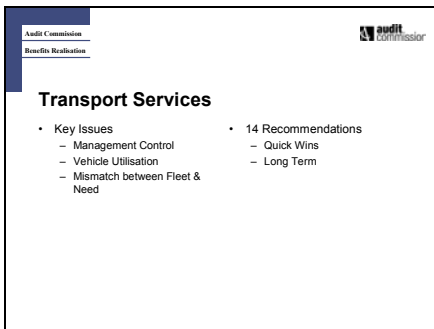 Audit Commission
Benefits Realisation
audit
commission
Transport Services
• Key Issues
– Management Control
– Vehicle Utilisation
– Mismatch between Fleet &
Need
• 14 Recommendations
– Quick Wins
– Long Term